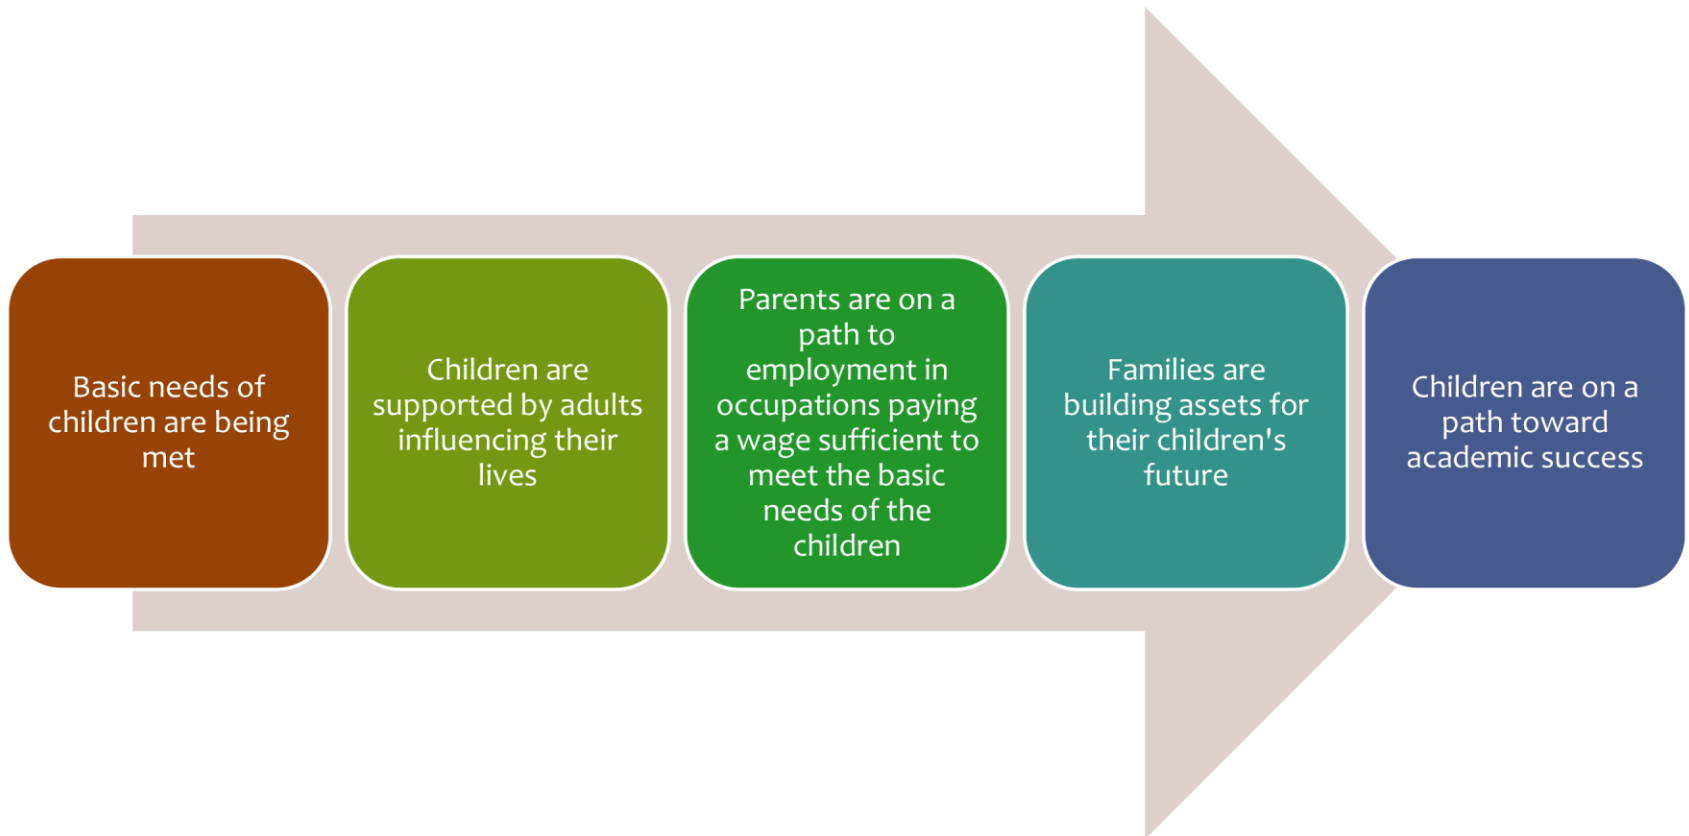 Basic needs of
children are being
met
Children are
supported by adults
influencing their
lives
Parents are on a
path to
employment in
occupations paying
a wage sufficient to
meet the basic
needs of the
children
Families are
building assets for
their children's
future
Children are on a
path toward
academic success